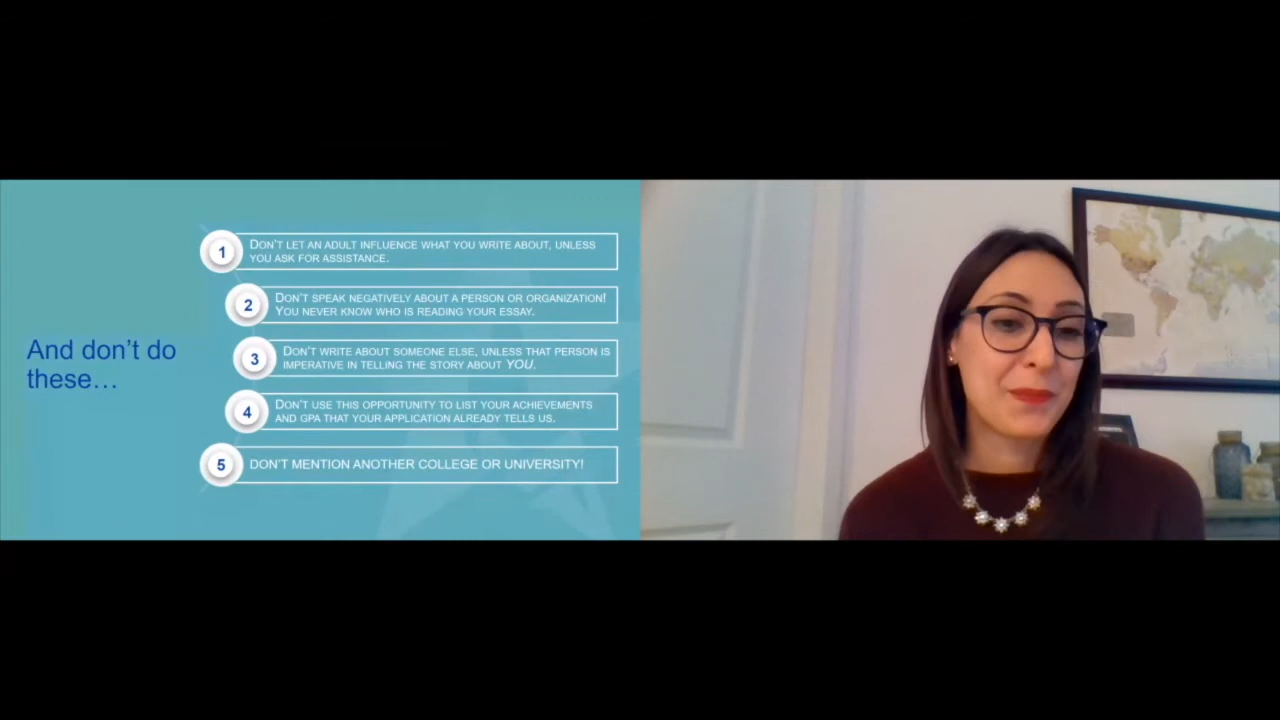 And don't do
these…
1
DON'T LET AN ADULT INFLUENCE WHAT YOU WRITE ABOUT, UNLESS
YOU ASK FOR ASSISTANCE.
2
DON'T SPEAK NEGATIVELY ABOUT A PERSON OR ORGANIZATION!
YOU NEVER KNOW WHO IS READING YOUR ESSAY.
3
DON'T WRITE ABOUT SOMEONE ELSE, UNLESS THAT PERSON IS
IMPERATIVE IN TELLING THE STORY ABOUT YOU.
4
DON'T USE THIS OPPORTUNITY TO LIST YOUR ACHIEVEMENTS
AND GPA THAT YOUR APPLICATION ALREADY TELLS US.
5
DON'T MENTION ANOTHER COLLEGE OR UNIVERSITY!